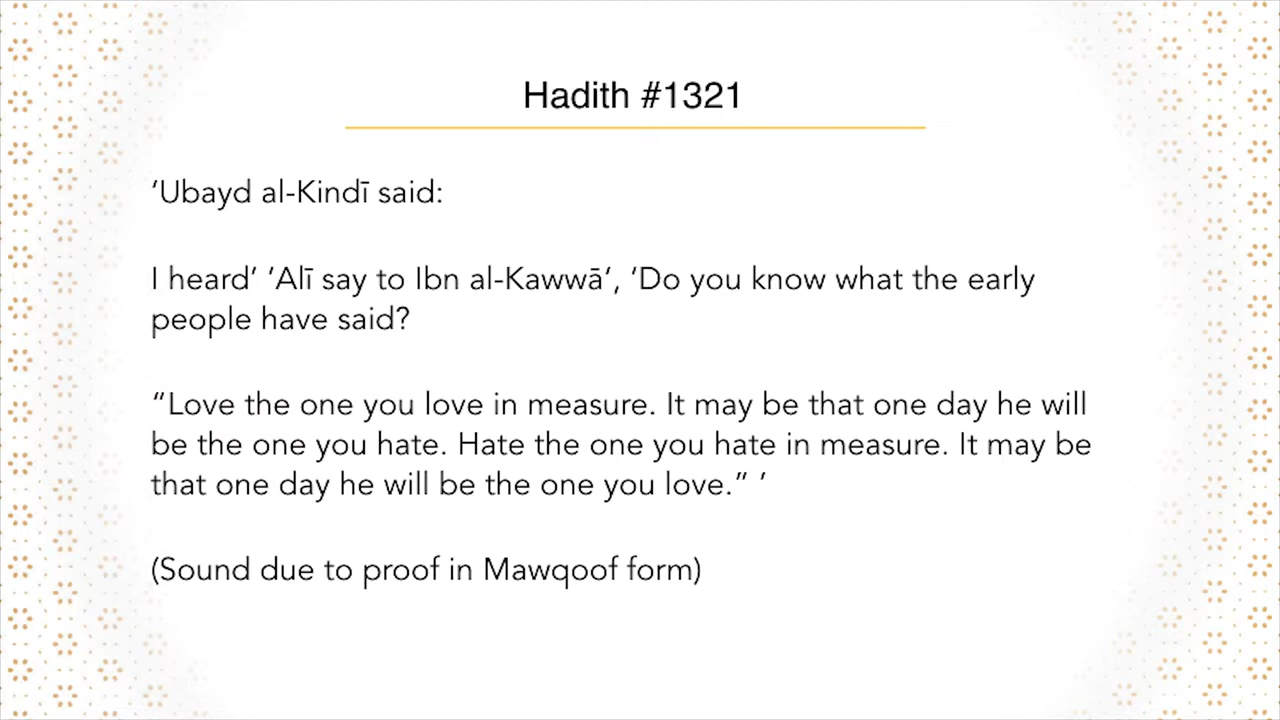 Hadith #1321
‘Ubayd al-Kindī said:
I heard’ ‘Alī say to Ibn al-Kawwā‘, ‘Do you know what the early
people have said?
“Love the one you love in measure. It may be that one day he will
be the one you hate. Hate the one you hate in measure. It may be
that one day he will be the one you love.” ’
(Sound due to proof in Mawqoof form)